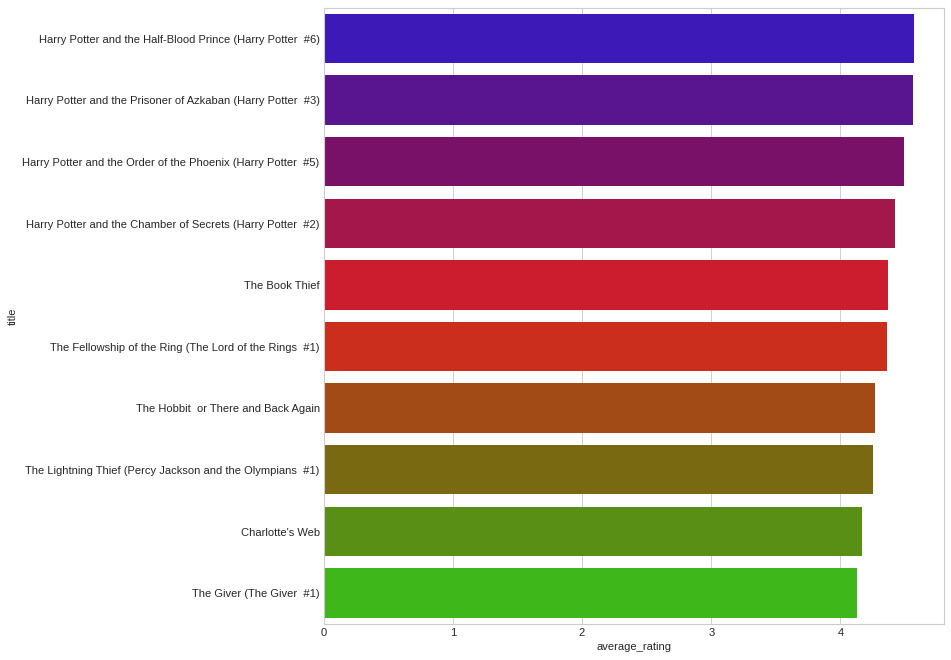 Harry Potter and the Half-Blood Prince (Harry Potter  #6)
Harry Potter and the Prisoner of Azkaban (Harry Potter  #3)
Harry Potter and the Order of the Phoenix (Harry Potter  #5)
Harry Potter and the Chamber of Secrets (Harry Potter  #2)
The Book Thief
title
The Fellowship of the Ring (The Lord of the Rings  #1)
The Hobbit  or There and Back Again
The Lightning Thief (Percy Jackson and the Olympians  #1)
Charlotte's Web
The Giver (The Giver  #1)
0 1 2 3 4
average_rating